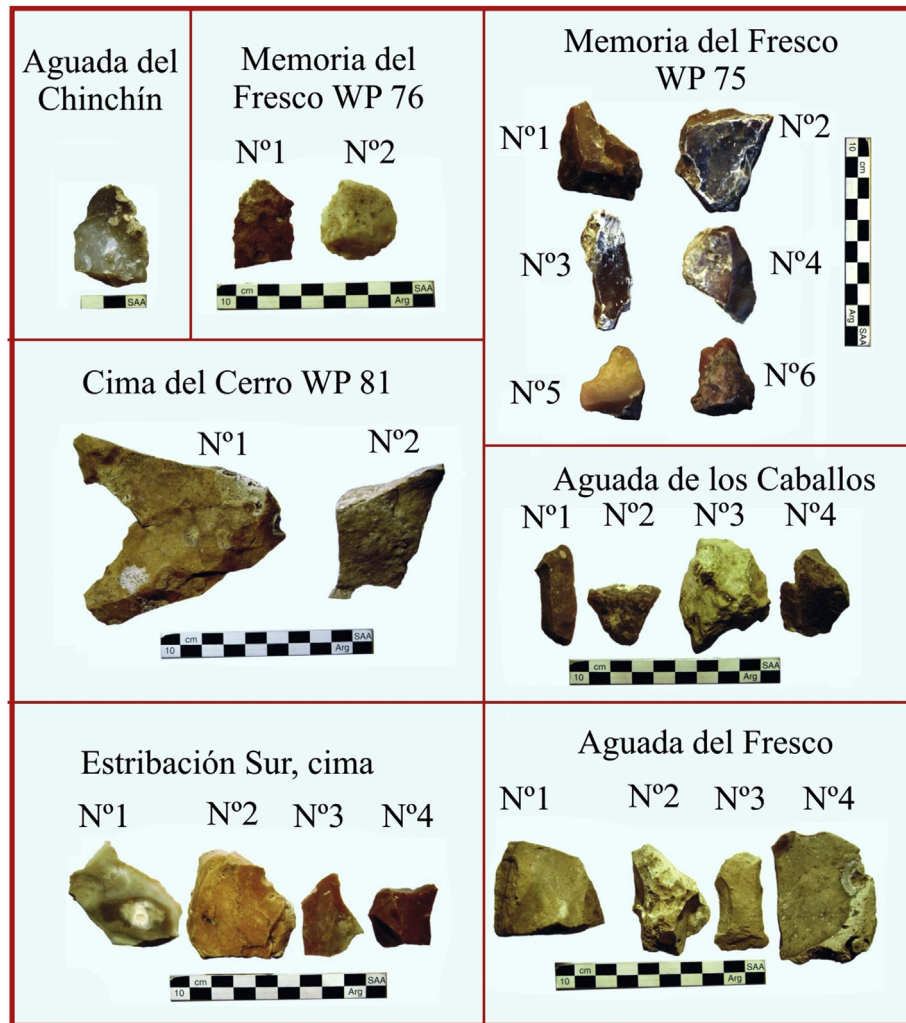 Aguada del
Chinchín
SAA
Memoria del
Fresco WP 76
Nº1 Nº2
cm SAA
10 Arg
Memoria del Fresco
WP 75
Nº1 Nº2
Nº3 Nº4
Nº5 Nº6
10 cm
Arg SAA
Cima del Cerro WP 81
Nº1 Nº2
cm SAA
10 Arg
Aguada de los Caballos
Nº1 Nº2 Nº3 Nº4
cm SAA
10 Arg
Estribación Sur, cima
Nº1 Nº2 Nº3 Nº4
cm SAA
10 Arg
Aguada del Fresco
Nº1 Nº2 Nº3 Nº4
cm SAA
10 Arg